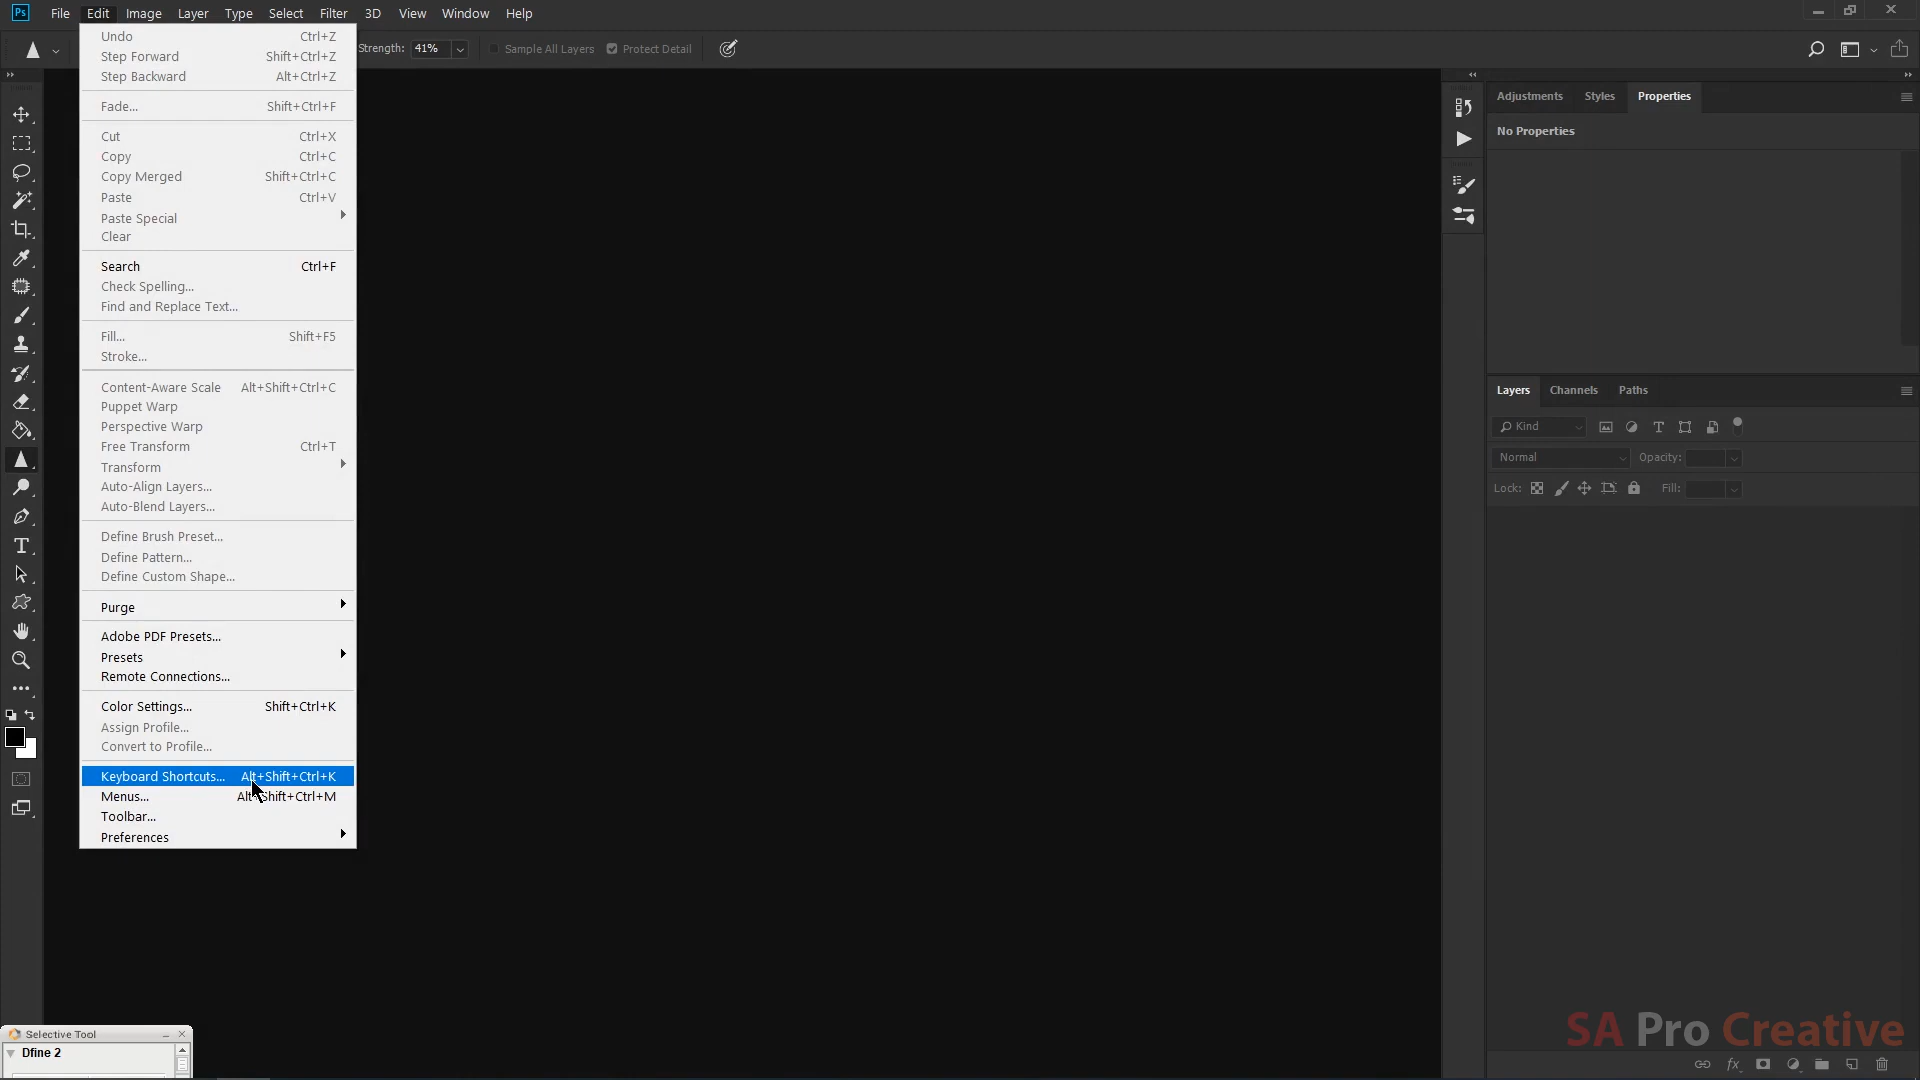 Ps File Edit Image Layer Type Select Filter 3D View Window Help
Strength: 41% Sample All Layers Protect Detail
Undo Ctrl+Z
Step Forward Shift+Ctrl+Z
Step Backward Alt+Ctrl+Z
Fade... Shift+Ctrl+F
Cut Ctrl+X
Copy Ctrl+C
Copy Merged Shift+Ctrl+C
Paste Ctrl+V
Paste Special
Clear
Search Ctrl+F
Check Spelling...
Find and Replace Text...
Fill... Shift+F5
Stroke...
Content-Aware Scale Alt+Shift+Ctrl+C
Puppet Warp
Perspective Warp
Free Transform Ctrl+T
Transform
Auto-Align Layers...
Auto-Blend Layers...
Define Brush Preset...
Define Pattern...
Define Custom Shape...
Purge
Adobe PDF Presets...
Presets
Remote Connections...
Color Settings... Shift+Ctrl+K
Assign Profile...
Convert to Profile...
Keyboard Shortcuts... Alt+Shift+Ctrl+K
Menus... Alt+Shift+Ctrl+M
Toolbar...
Preferences
Adjustments Styles Properties
No Properties
Layers Channels Paths
Kind
Normal Opacity:
Lock: Fill:
Selective Tool
Dfine 2
SA Pro Creative
fx